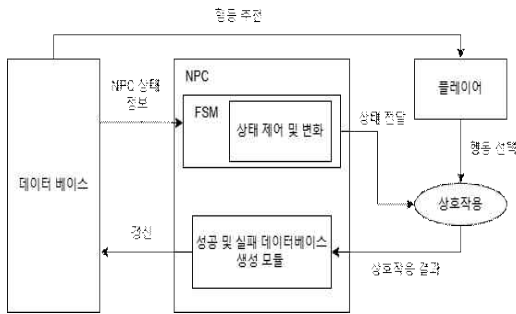 행동 추천
NPC
NPC 상태
정보
플레이어
FSM
상태 제어 및 변화
상태 전달
행동 선택
데이터 베이스
상호작용
갱신
성공 및 실패 데이터베이스
생성 모듈
상호작용 결과